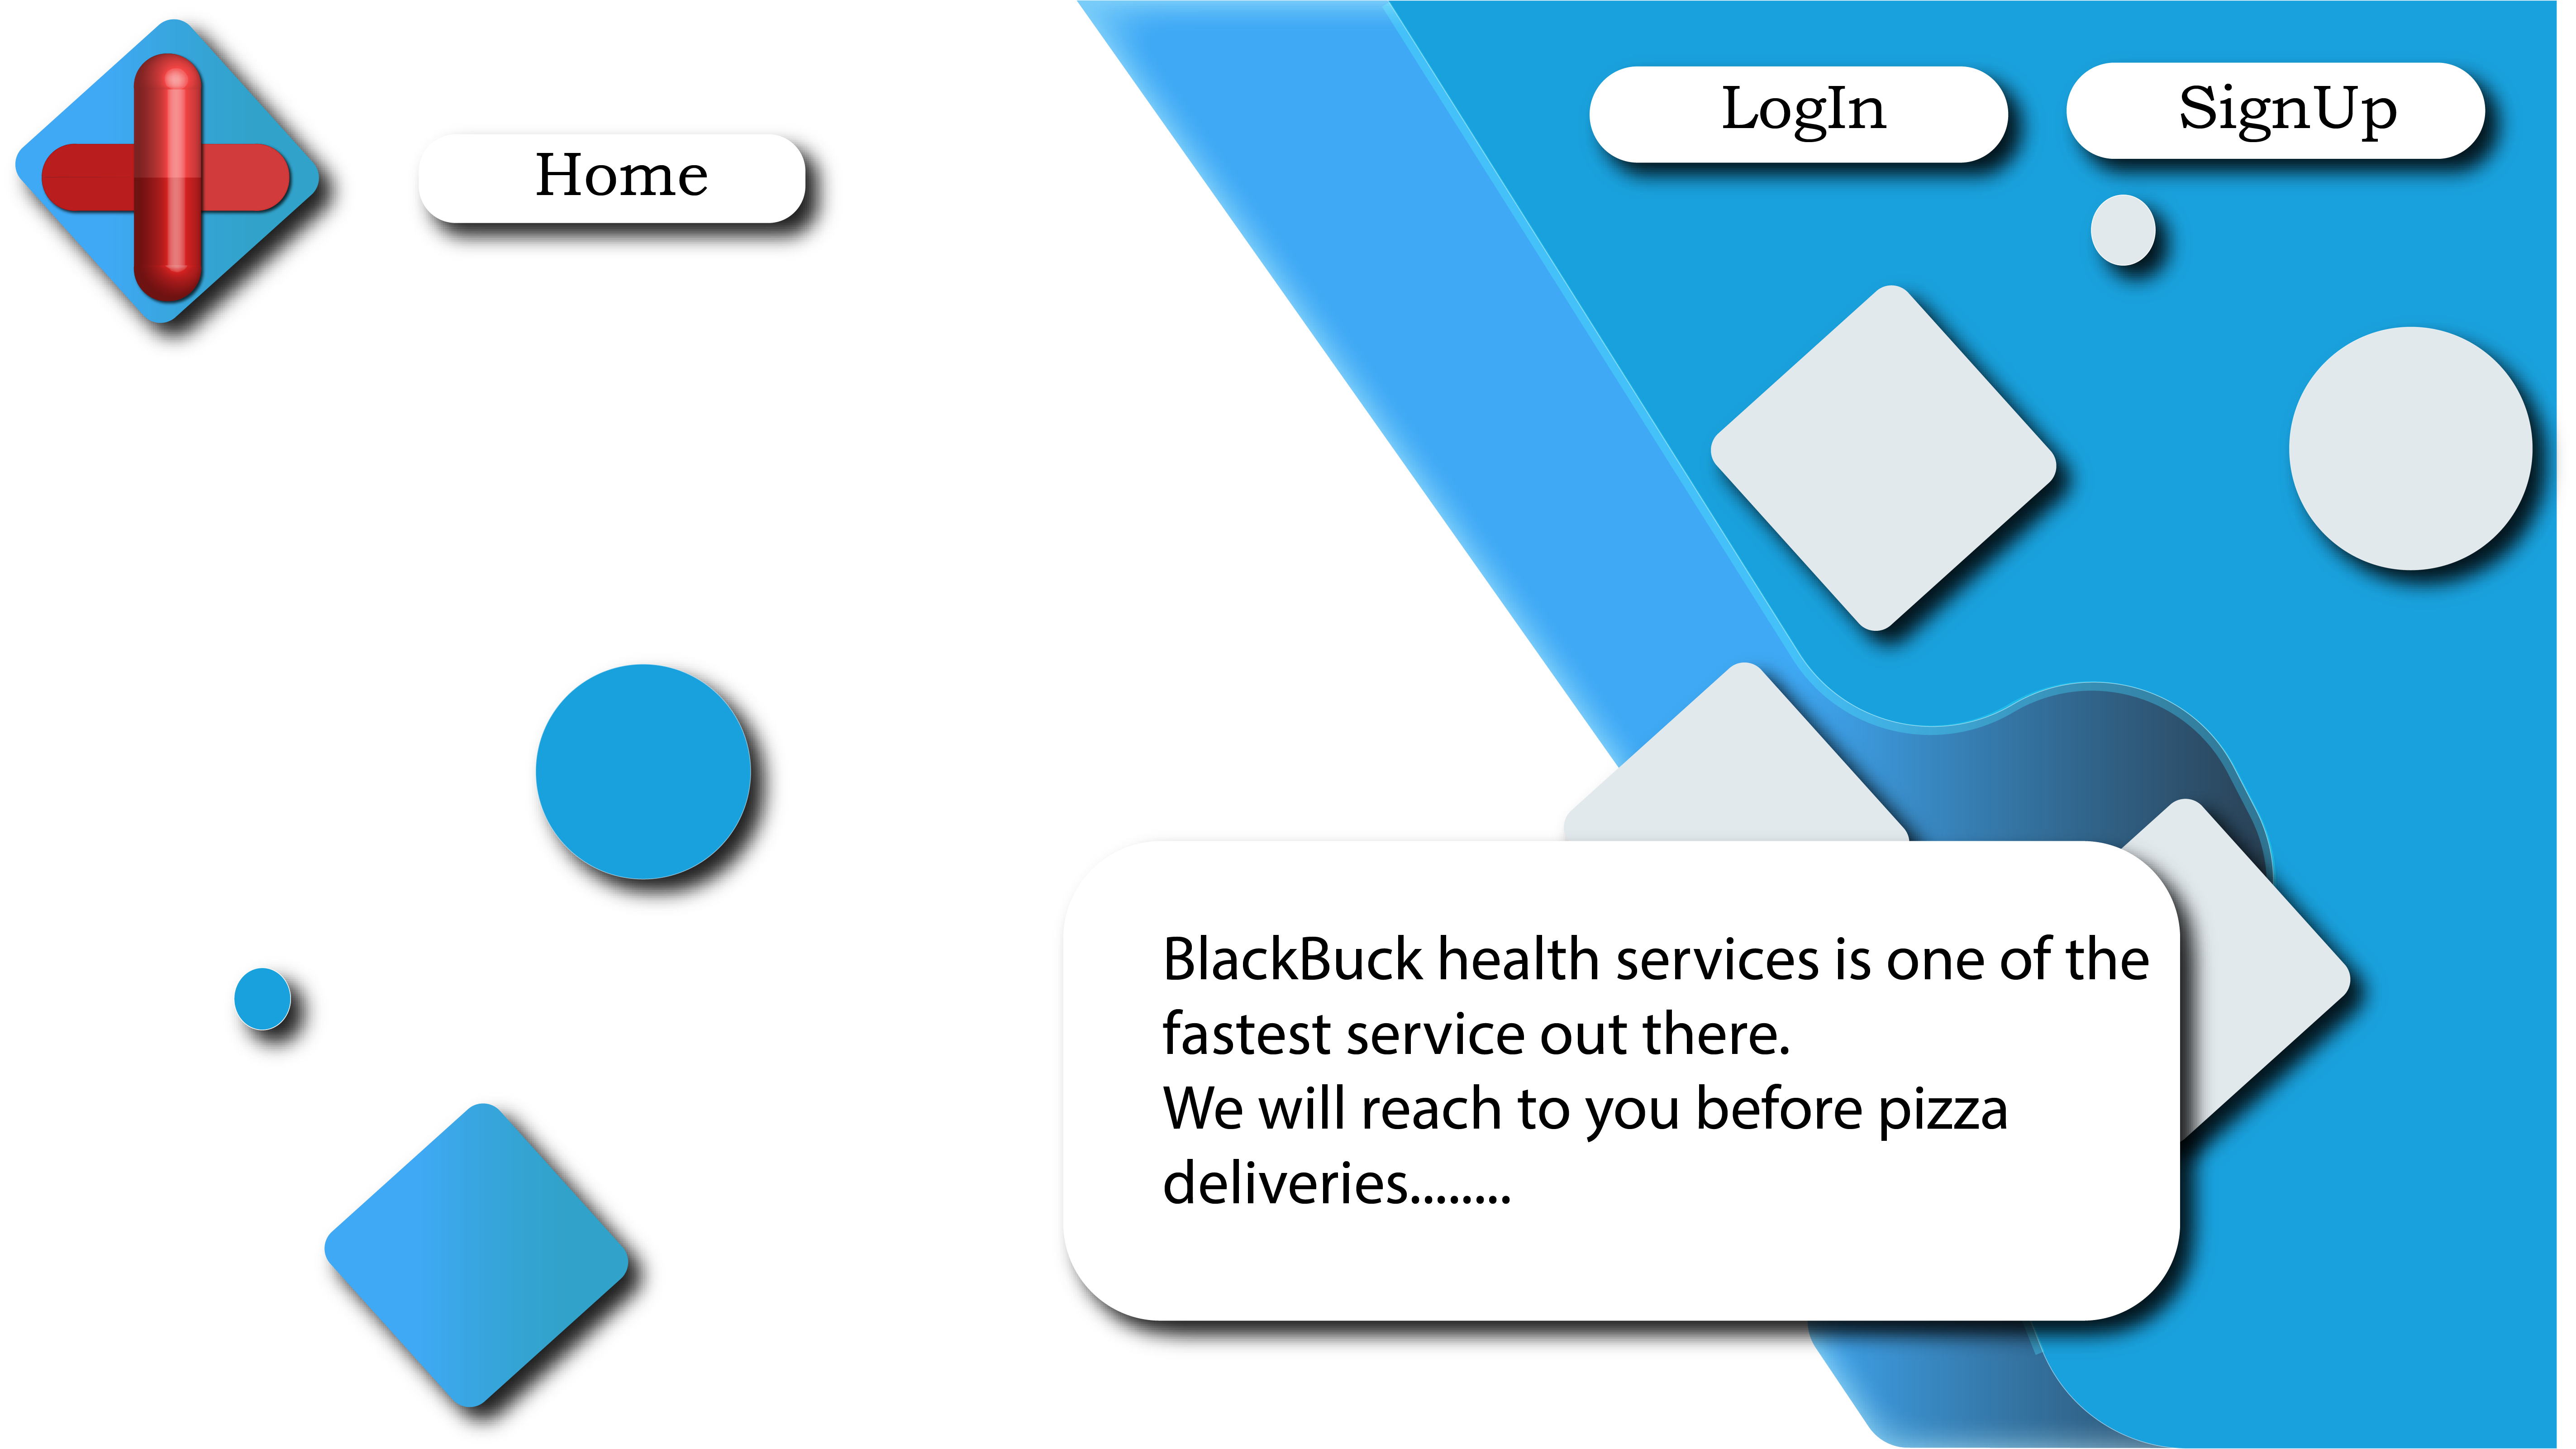 LogIn
SignUp
Home
BlackBuck health services is one of the
fastest service out there.
We will reach to you before pizza
deliveries........